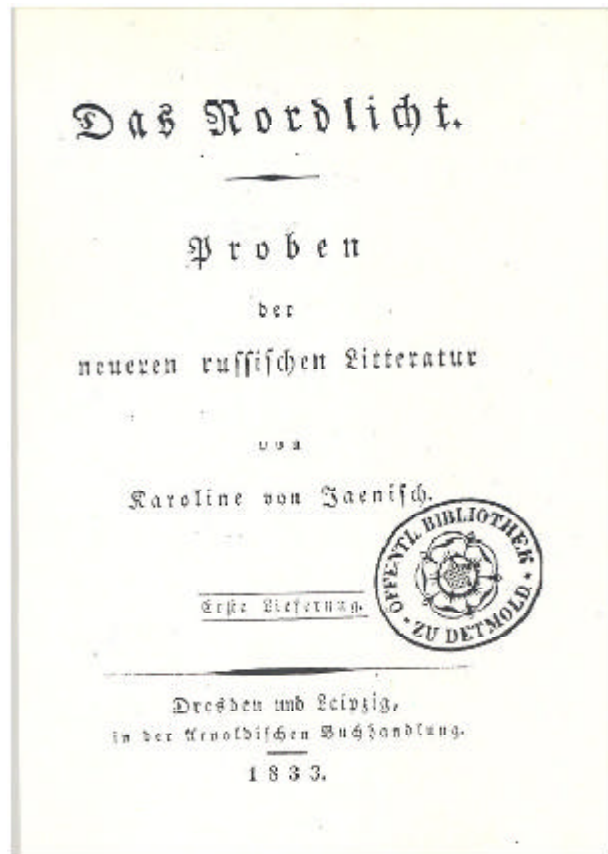 Das Nordlicht.
Proben
der
neueren russischen Litteratur
von
Karoline von Jaenisch.
ÖFFENTL BIBLIOTHEK
· ZU DETMOLD ·
Erste Lieferung.
Dresden und Leipzig,
in der Arnoldischen Buchhandlung.
1833.